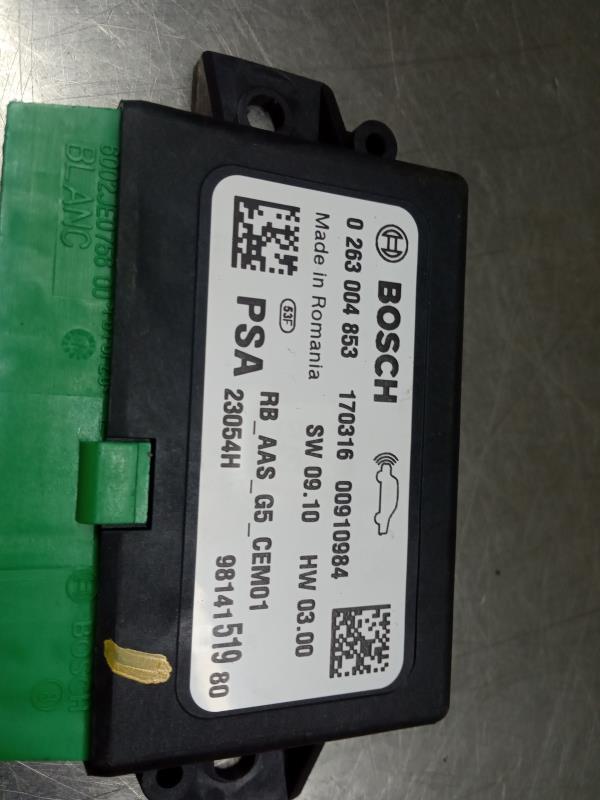 BOSCH
0 263 004 853 170316 00910984
Made in Romania SW 09.10 HW 03.00
53F
PSA RB_AAS_G5_CEM01
23054H 98141519 80
BLANC
BOSCH